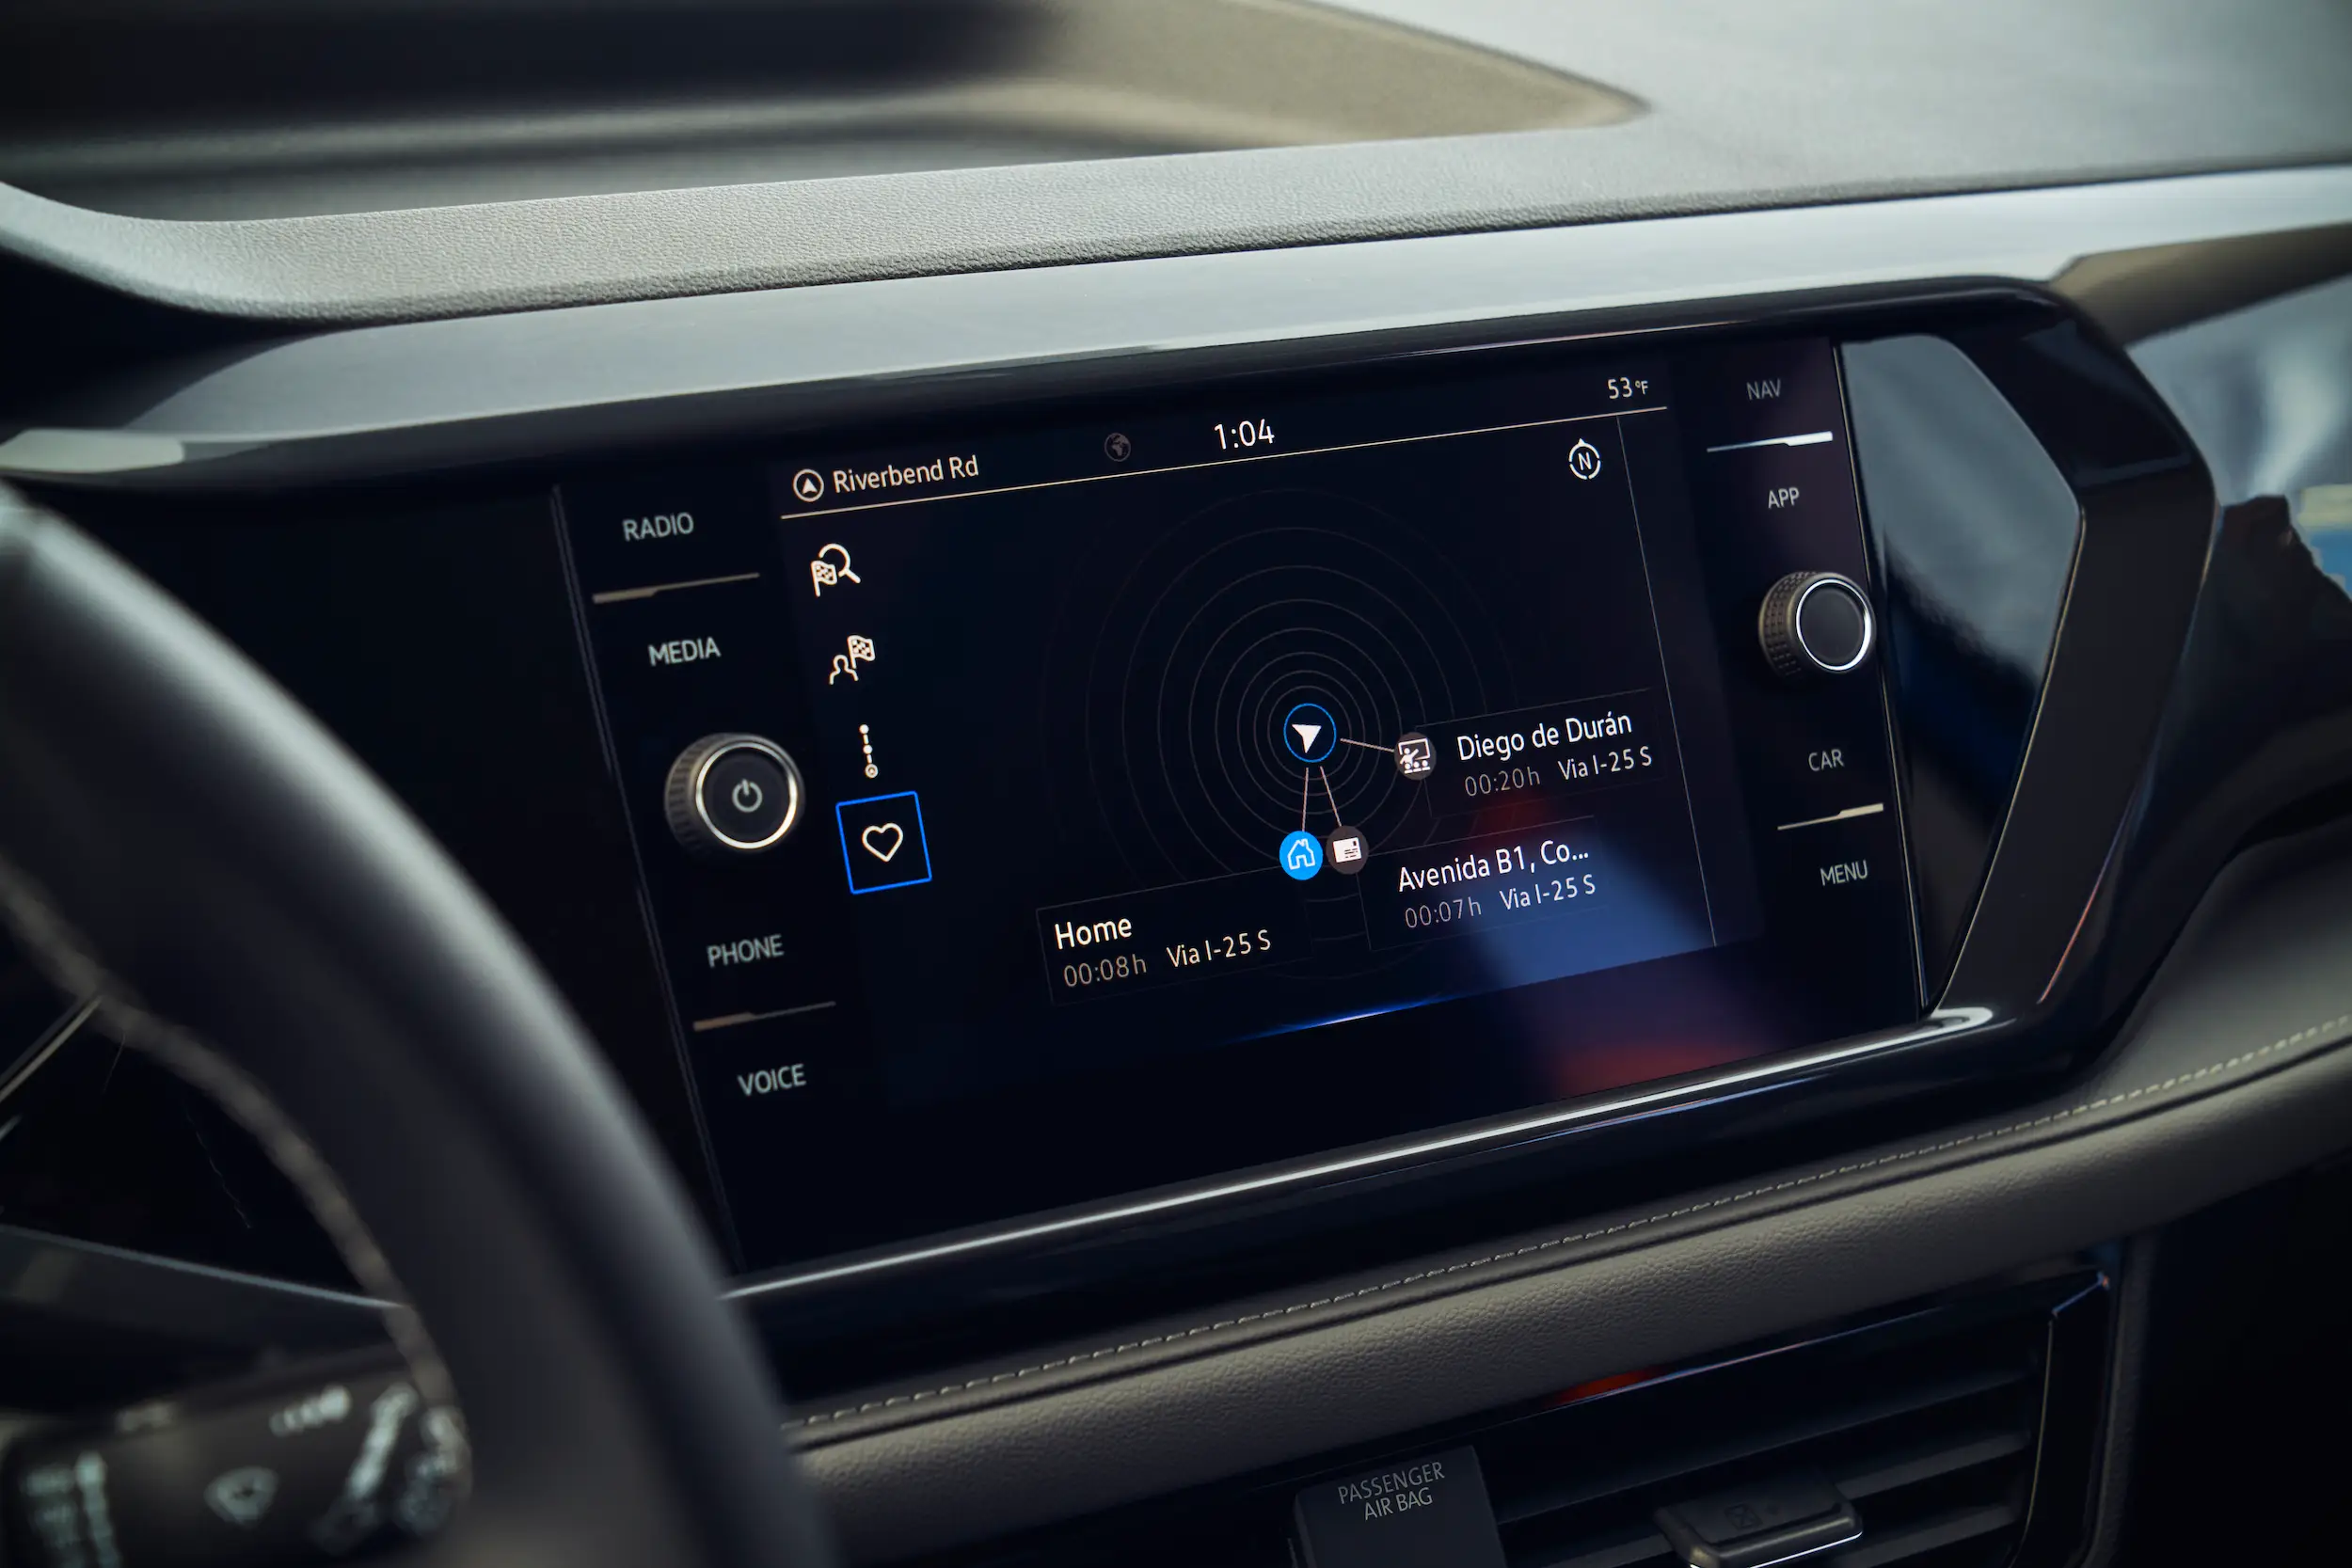 53°F
NAV
1:04
Riverbend Rd
N
RADIO
APP
MEDIA
Diego de Durán
00:20h Via I-25 S
CAR
Avenida B1, Co...
00:07h Via I-25 S
MENU
Home
00:08h Via I-25 S
PHONE
VOICE
PASSENGER
AIR BAG